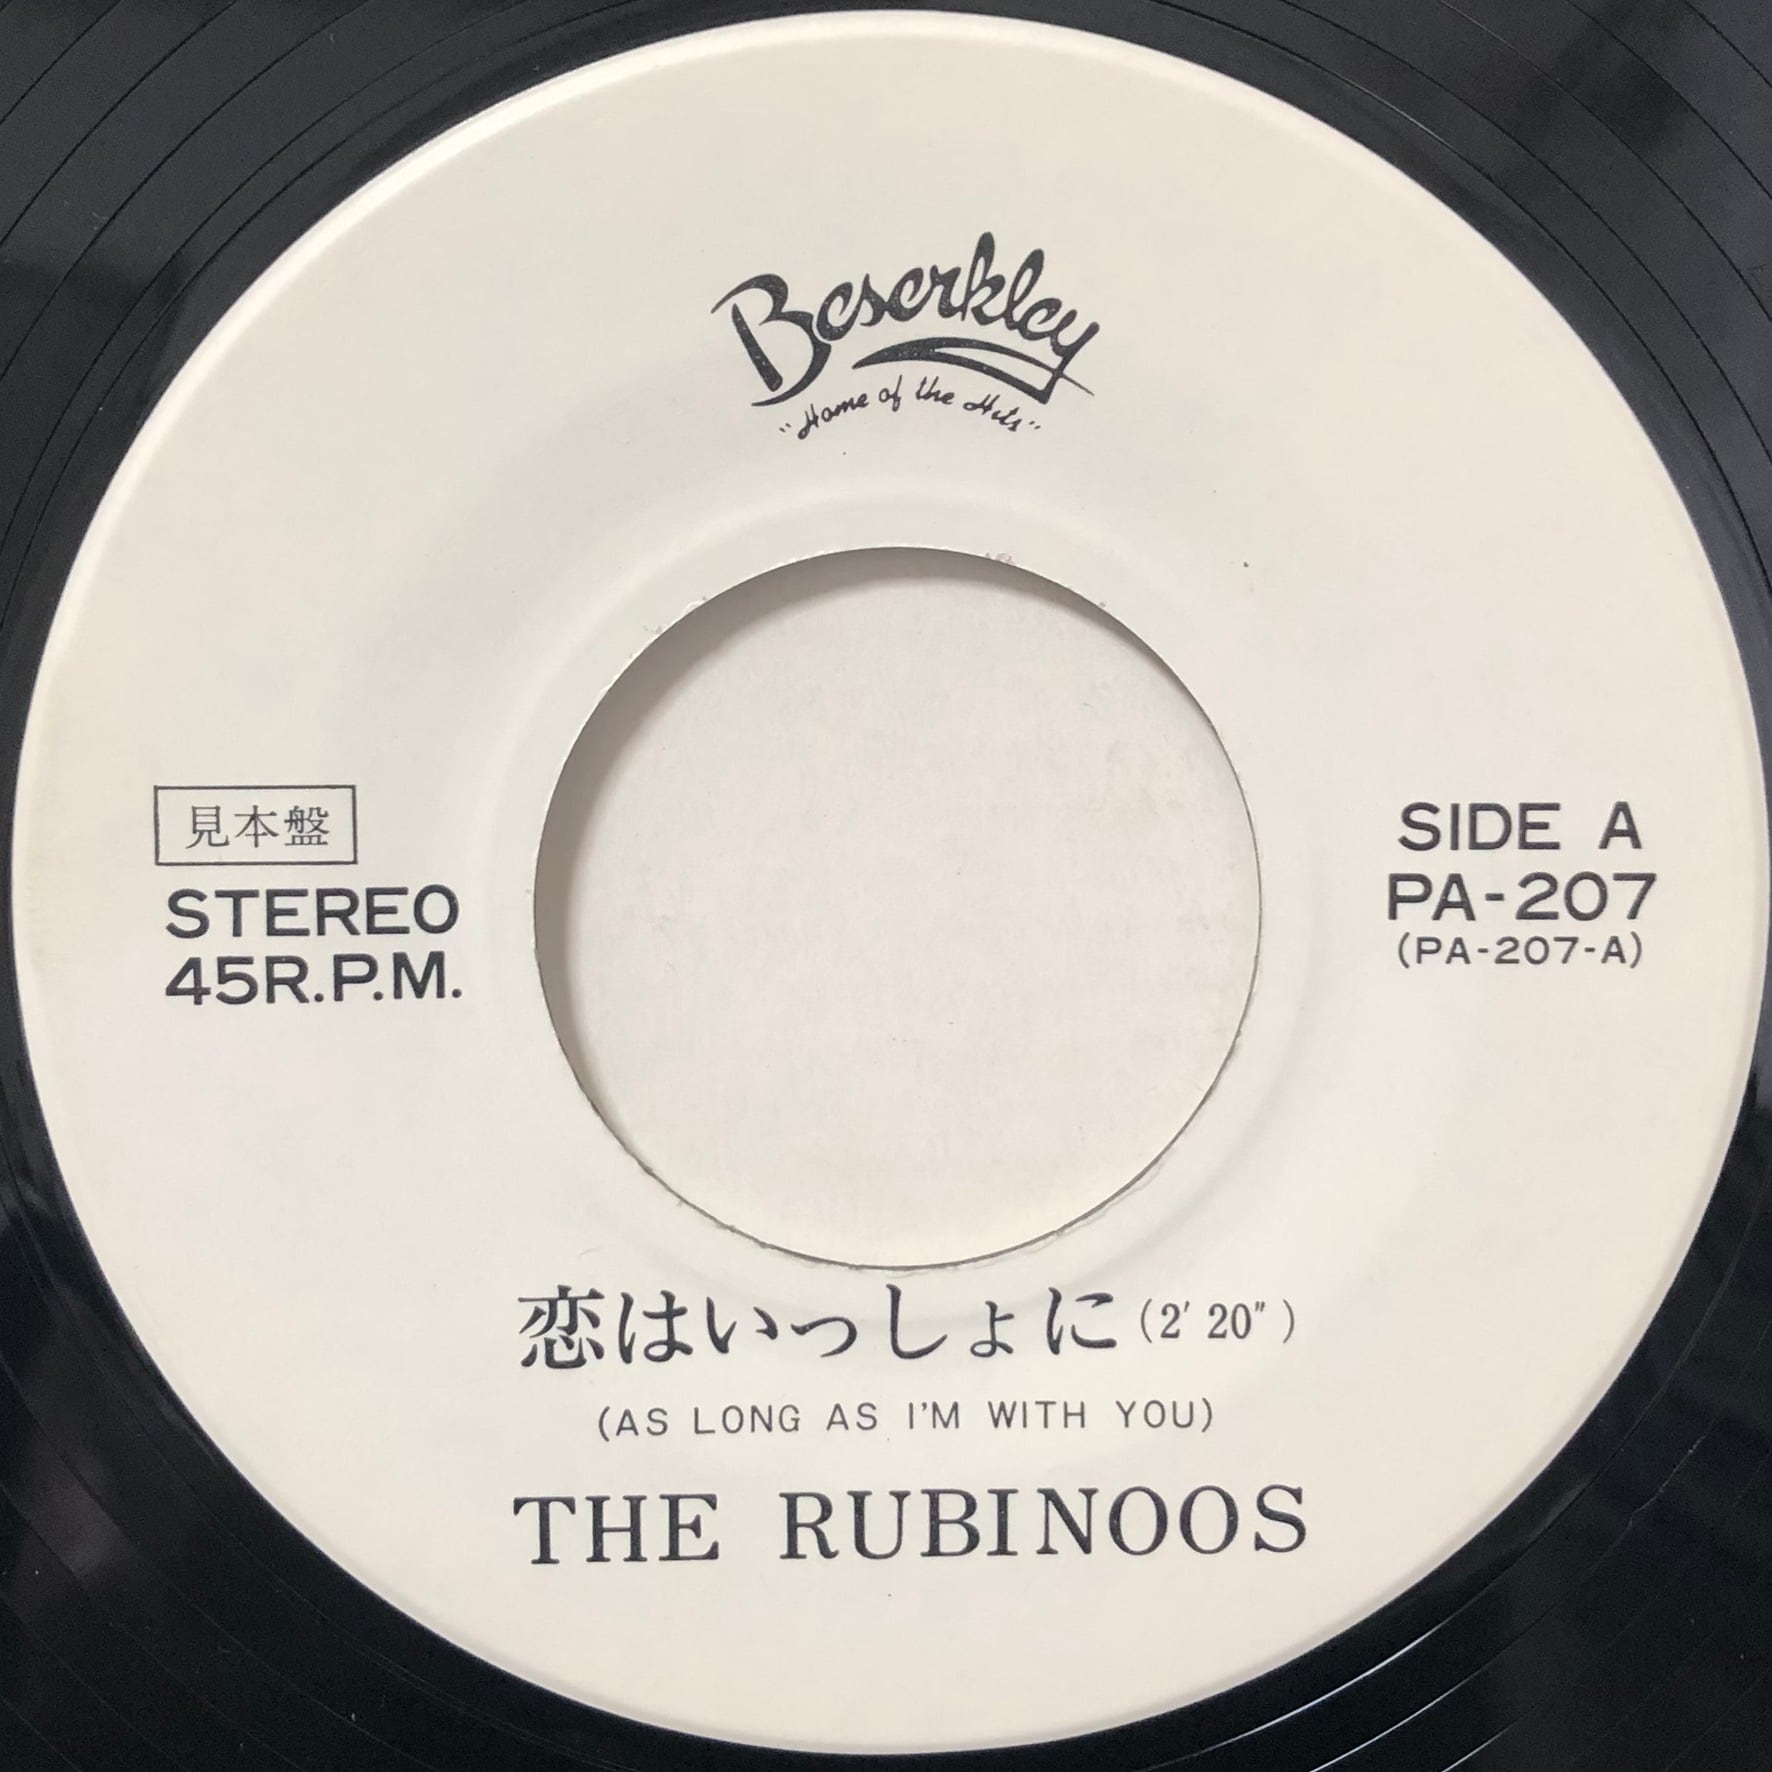 Beserkley
"Home of the Hits"
見本盤
STEREO
45R.P.M.
SIDE A
PA-207
(PA-207-A)
恋はいっしょに(2′20″)
(AS LONG AS I'M WITH YOU)
THE RUBINOOS